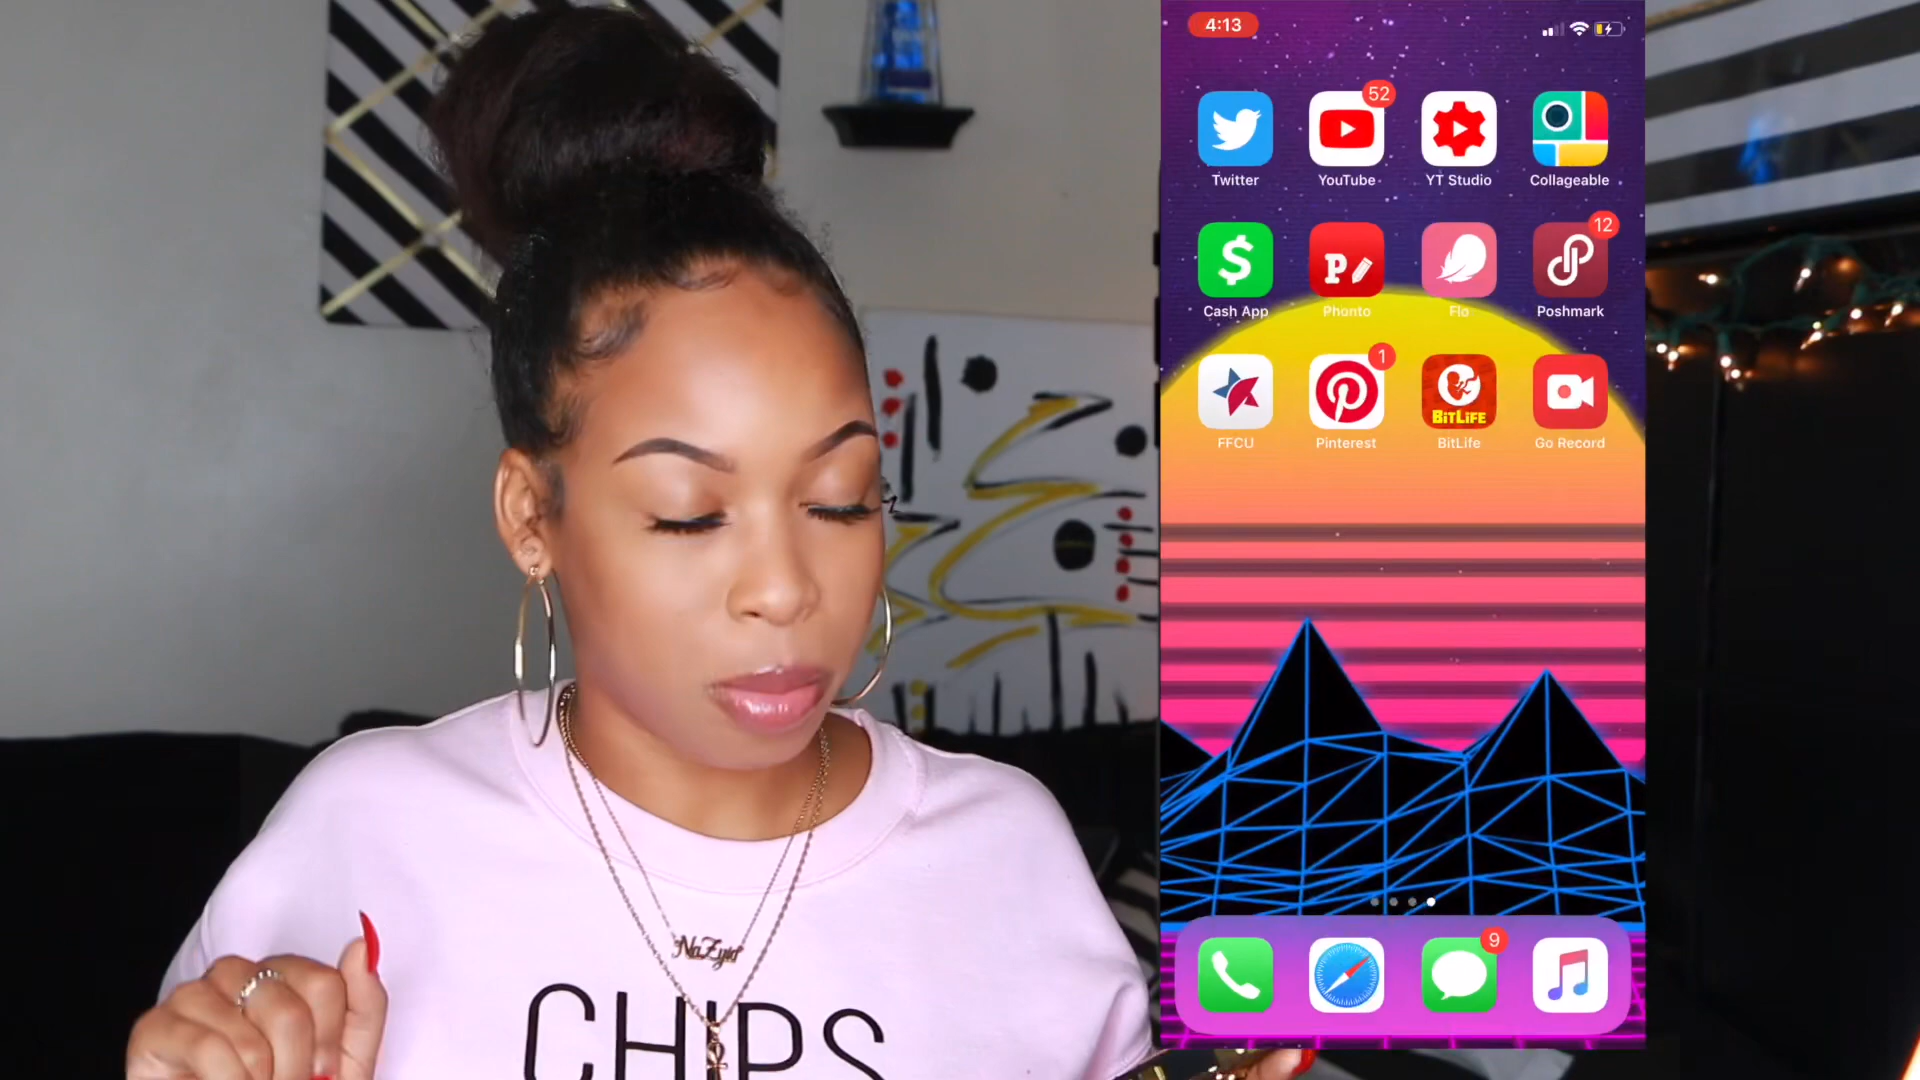 4:13
52
Twitter
YouTube
YT Studio
Collageable
12
$
P
Cash App
Phonto
Flo
Poshmark
1
BitLife
FFCU
Pinterest
BitLife
Go Record
9
NaZyid
CHIPS